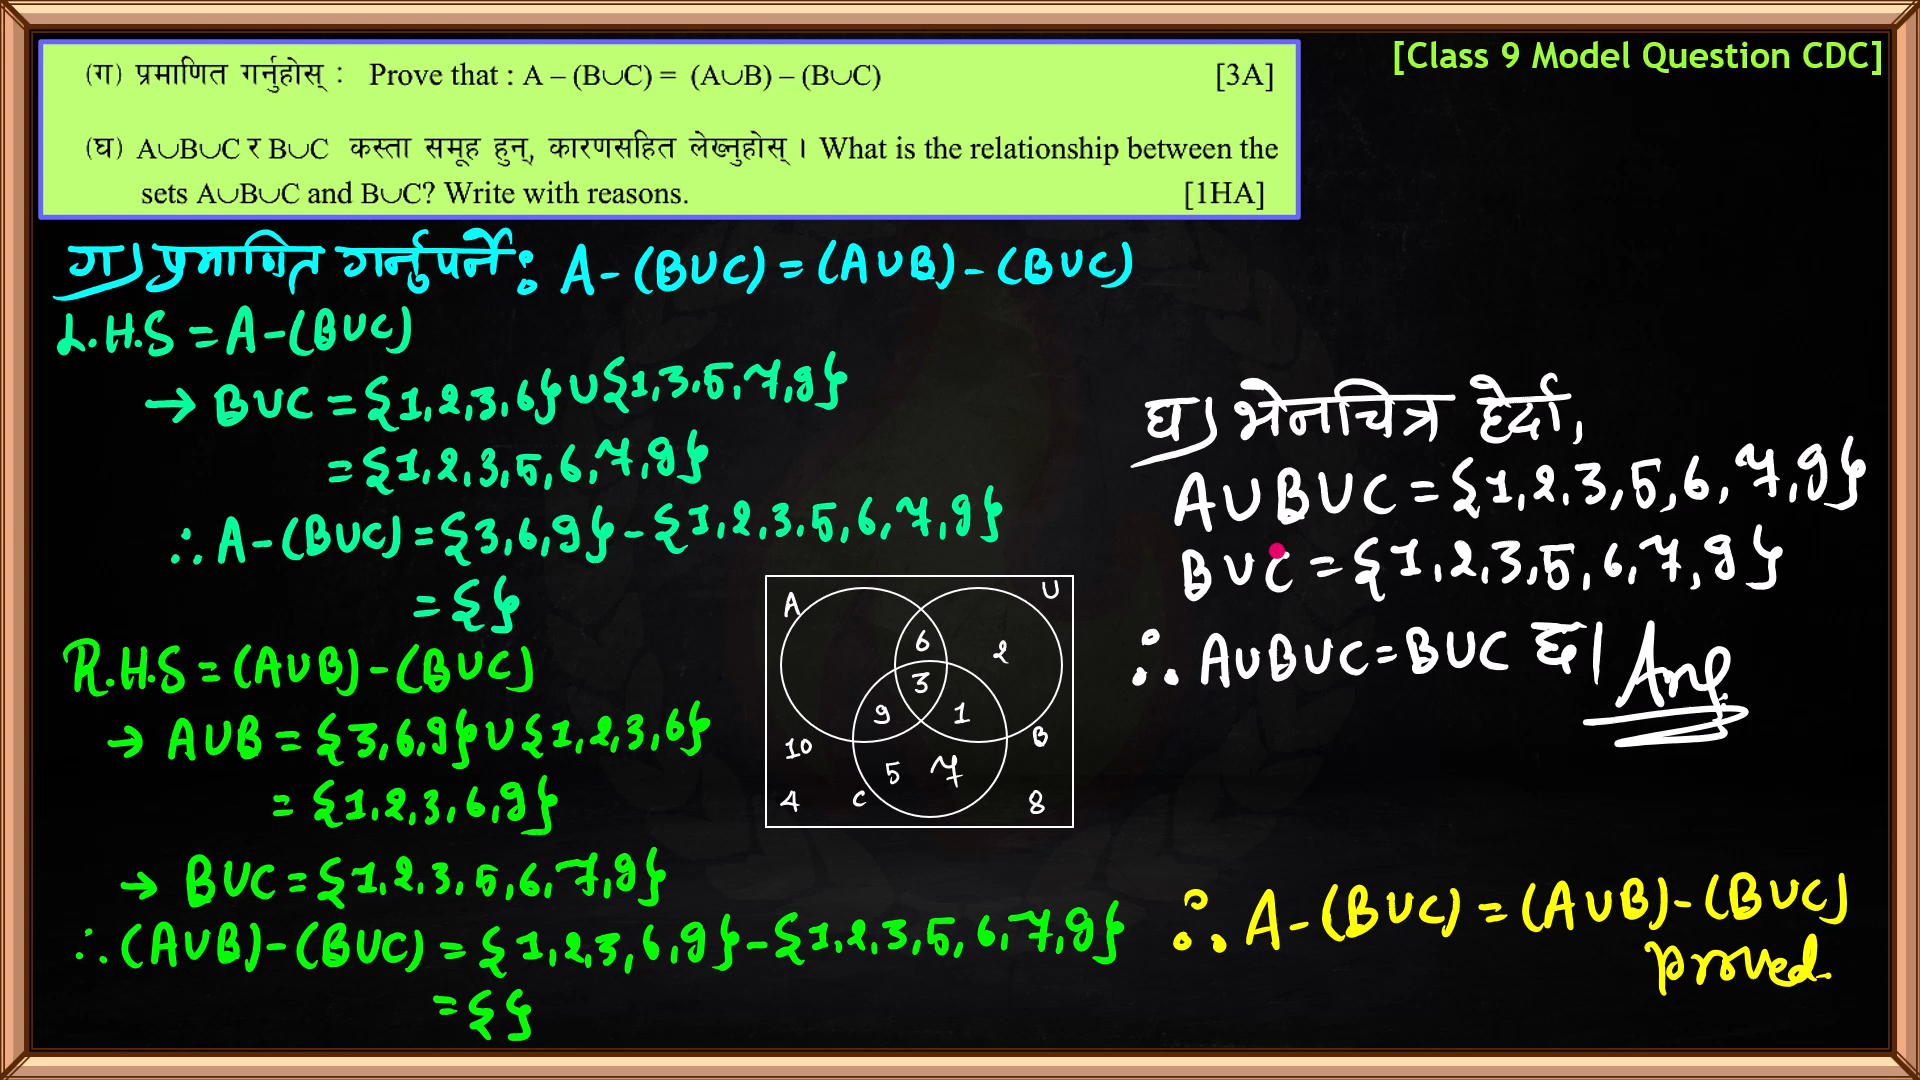 [Class 9 Model Question CDC]
(ग) प्रमाणित गर्नुहोस् : Prove that : A – (B∪C) = (A∪B) – (B∪C) [3A]
(घ) A∪B∪C र B∪C कस्ता समूह हुन्, कारणसहित लेख्नुहोस् । What is the relationship between the
sets A∪B∪C and B∪C? Write with reasons. [1HA]
ग) प्रमाणित गर्नुपर्ने : A - (B∪C) = (A∪B) - (B∪C)
L.H.S = A - (B∪C)
→ B∪C = {1,2,3,6} ∪ {1,3,5,7,9}
= {1,2,3,5,6,7,9}
∴ A - (B∪C) = {3,6,9} - {1,2,3,5,6,7,9}
= {}
R.H.S = (A∪B) - (B∪C)
→ A∪B = {3,6,9} ∪ {1,2,3,6}
= {1,2,3,6,9}
→ B∪C = {1,2,3,5,6,7,9}
∴ (A∪B) - (B∪C) = {1,2,3,6,9} - {1,2,3,5,6,7,9}
= {}
A U
6 2
3
9 1
10 B
5 7
4 C 8
घ) भेनचित्र हेर्दा,
A∪B∪C = {1,2,3,5,6,7,9}
B∪C = {1,2,3,5,6,7,9}
∴ A∪B∪C = B∪C छ। Ans
∴ A - (B∪C) = (A∪B) - (B∪C)
proved.